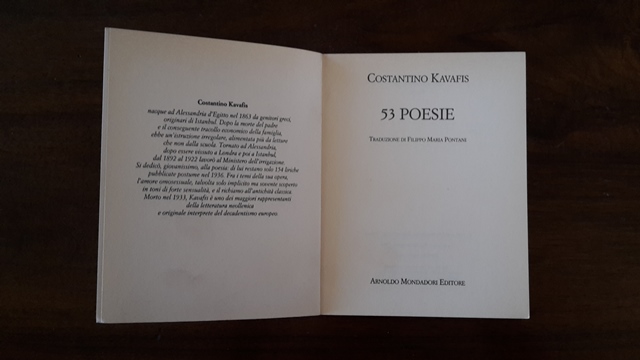 Costantino Kavafis
nacque ad Alessandria d'Egitto nel 1863 da genitori greci,
originari di Istanbul. Dopo la morte del padre
e il conseguente tracollo economico della famiglia,
ebbe un'istruzione irregolare, alimentata più da letture
che non dalla scuola. Tornato ad Alessandria,
dopo essere vissuto a Londra e poi a Istanbul,
dal 1892 al 1922 lavorò al Ministero dell'irrigazione.
Si dedicò, giovanissimo, alla poesia: di lui restano solo 154 liriche
pubblicate postume nel 1936. Fra i temi della sua opera,
l'amore omosessuale, talvolta solo implicito ma sovente scoperto
in toni di forte sensualità, e il richiamo all'antichità classica
Morto nel 1933, Kavafis è uno dei maggiori rappresentanti
della letteratura neollenica
e originale interprete del decadentismo europeo
COSTANTINO KAVAFIS
53 POESIE
TRADUZIONE DI FILIPPO MARIA PONTANI
ARNOLDO MONDADORI EDITORE